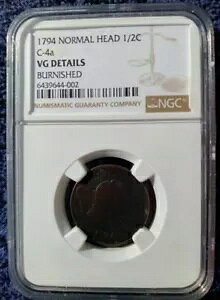 1794 NORMAL HEAD 1/2C
C-4a
VG DETAILS
BURNISHED
6439644-002
NUMISMATIC GUARANTY COMPANY
NGC